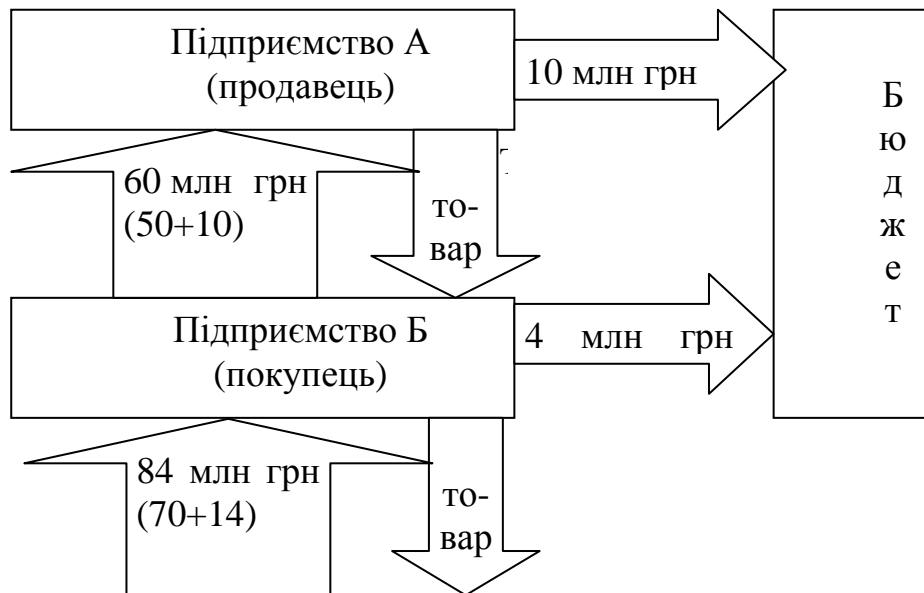 Підприємство А
(продавець)
10 млн грн
Б
ю
д
ж
е
т
60 млн грн
(50+10)
то-
вар
Підприємство Б
(покупець)
4 млн грн
84 млн грн
(70+14)
то-
вар